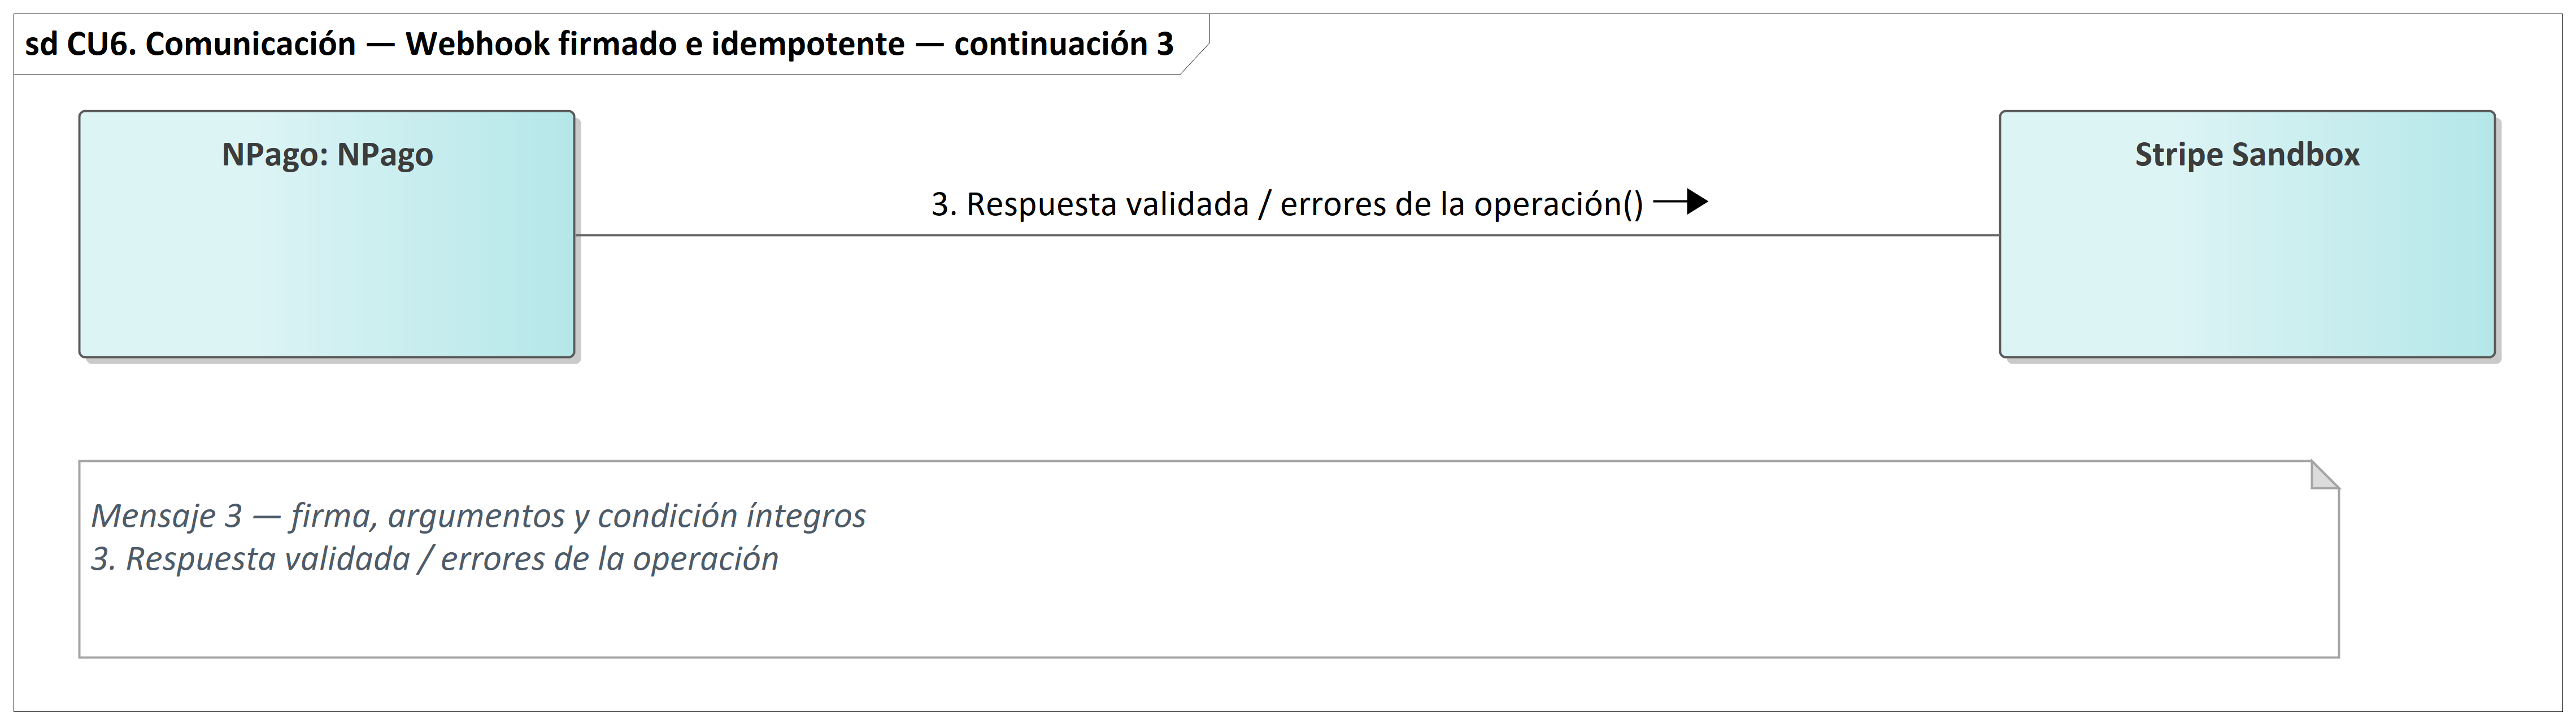 sd CU6. Comunicación — Webhook firmado e idempotente — continuación 3
NPago: NPago
Stripe Sandbox
3. Respuesta validada / errores de la operación()
Mensaje 3 — firma, argumentos y condición íntegros
3. Respuesta validada / errores de la operación